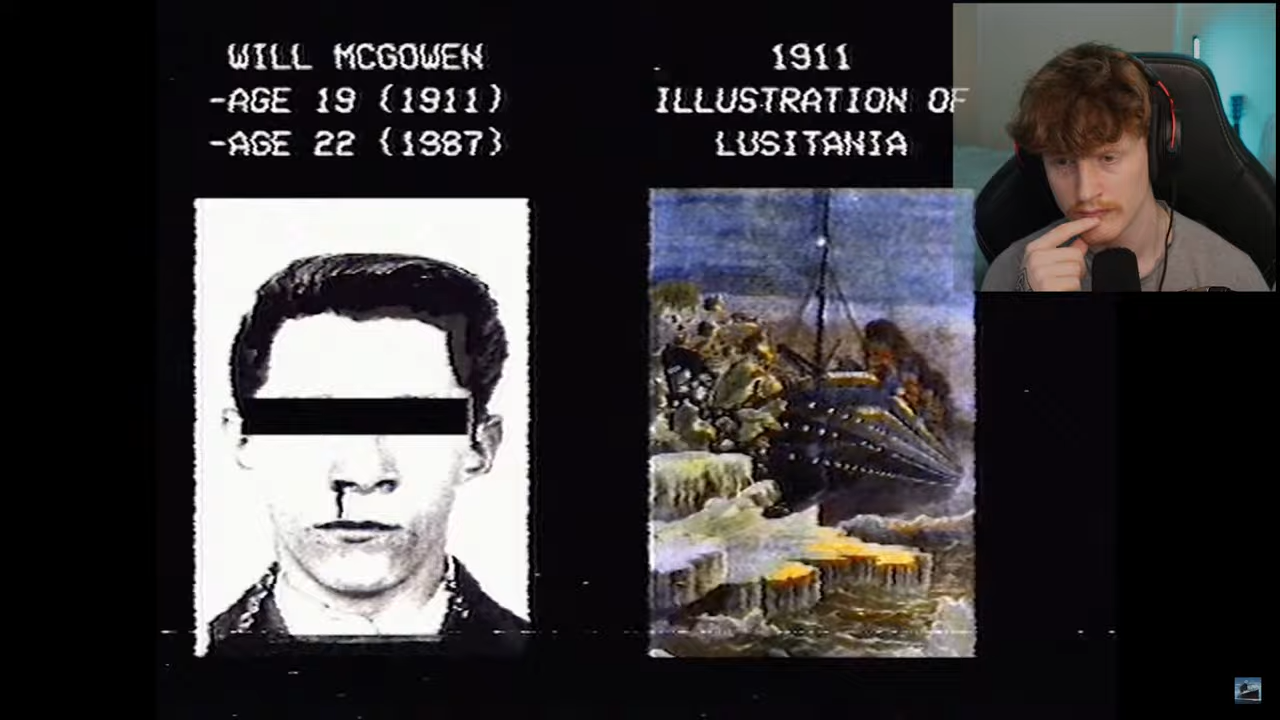 WILL MCGOWEN
-AGE 19 (1911)
-AGE 22 (1987)
1911
ILLUSTRATION OF
LUSITANIA